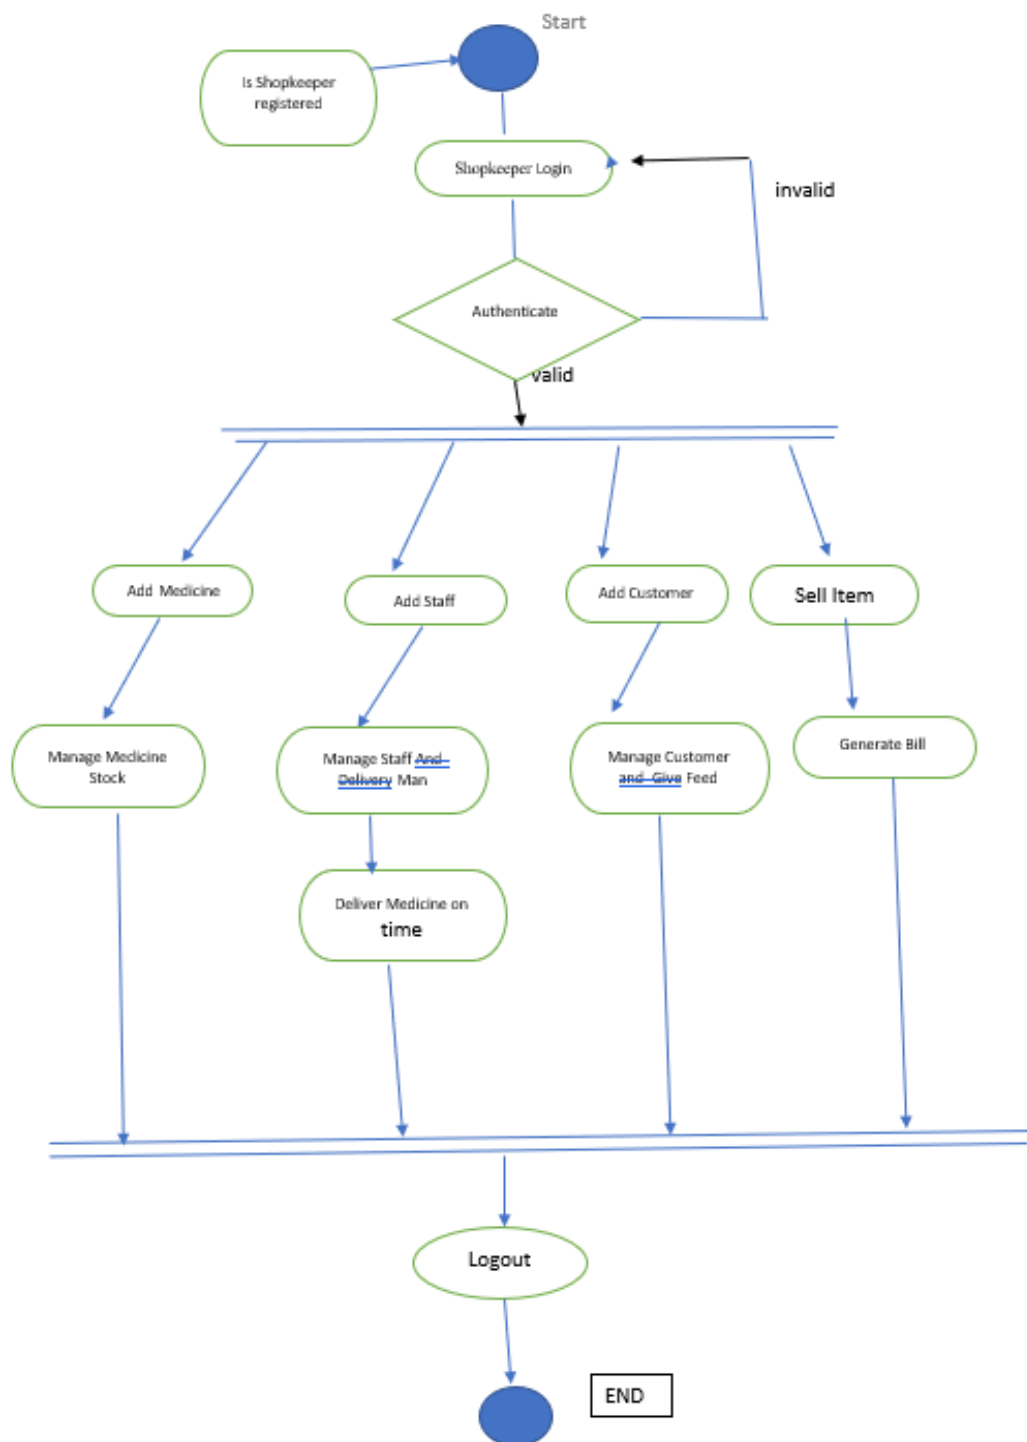 Start
Is Shopkeeper
registered
Shopkeeper Login
invalid
Authenticate
valid
Add Medicine
Add Staff
Add Customer
Sell Item
Manage Medicine
Stock
Manage Staff And
Delivery Man
Manage Customer
and Give Feed
Generate Bill
Deliver Medicine on
time
Logout
END